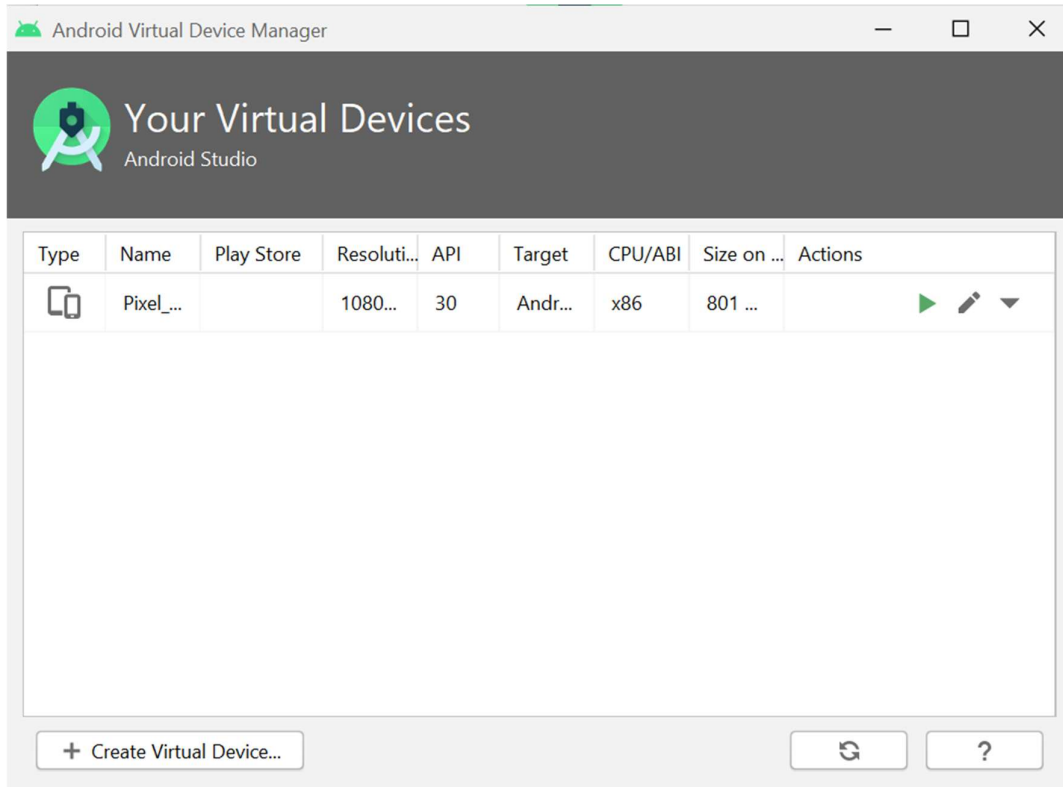 Android Virtual Device Manager
Your Virtual Devices
Android Studio
Type Name Play Store Resoluti... API Target CPU/ABI Size on ... Actions
Pixel_... 1080... 30 Andr... x86 801 ...
+ Create Virtual Device... ?